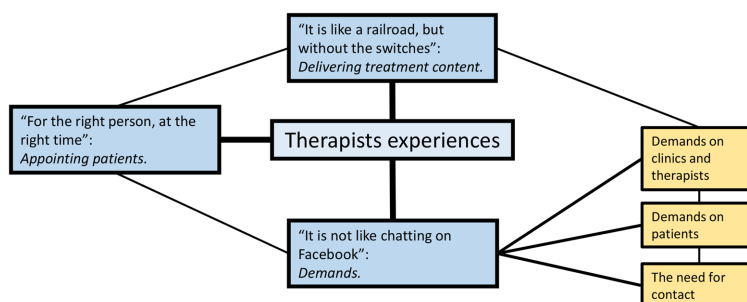 “It is like a railroad, but
without the switches”:
Delivering treatment content.
“For the right person, at the
right time”:
Appointing patients.
Therapists experiences
Demands on
clinics and
therapists
“It is not like chatting on
Facebook”:
Demands.
Demands on
patients
The need for
contact